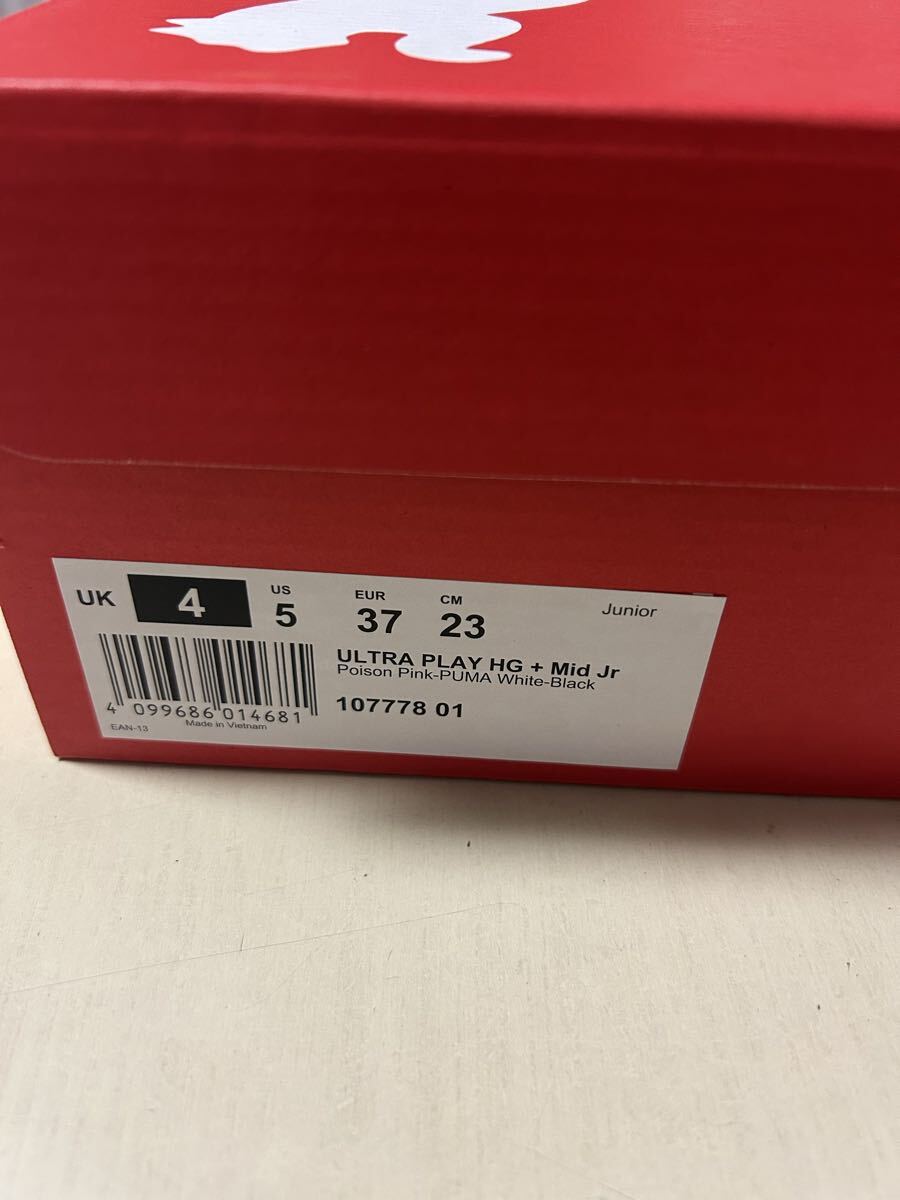 UK 4 US 5 EUR 37 CM 23 Junior
ULTRA PLAY HG + Mid Jr
Poison Pink-PUMA White-Black
107778 01
4 099686 014681
EAN-13 Made in Vietnam